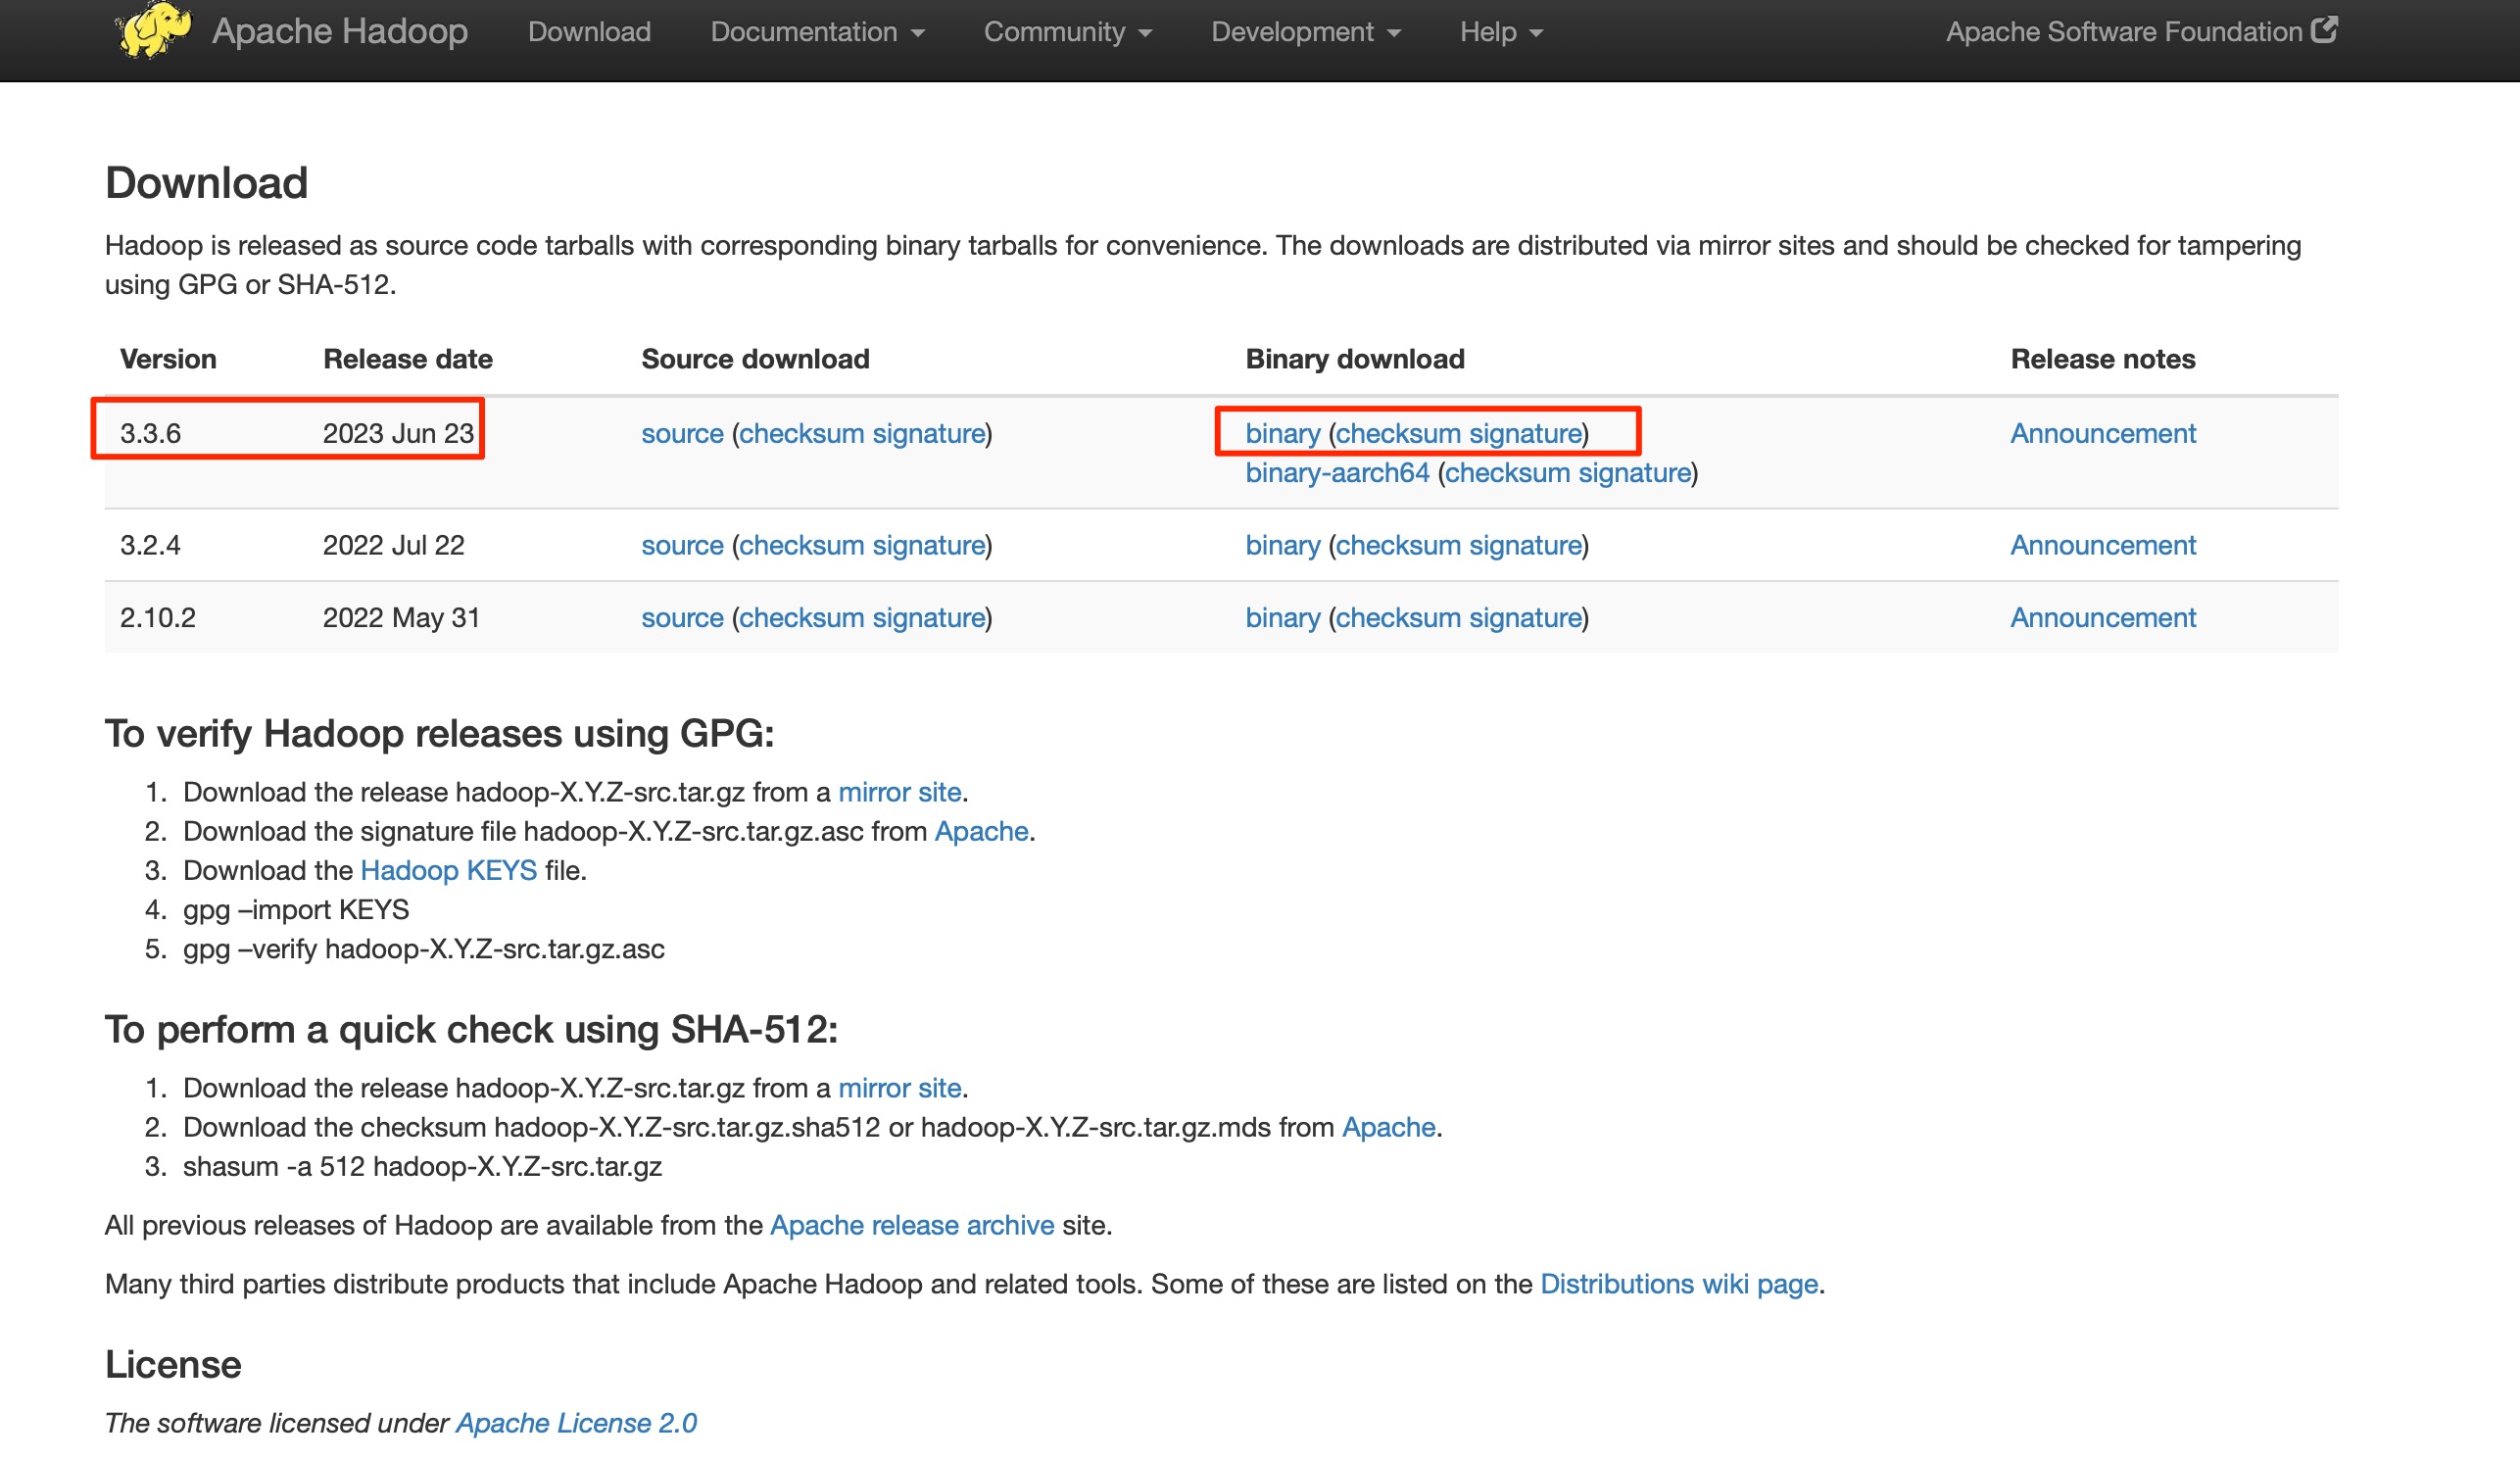 Apache Hadoop Download Documentation Community Development Help Apache Software Foundation
Download
Hadoop is released as source code tarballs with corresponding binary tarballs for convenience. The downloads are distributed via mirror sites and should be checked for tampering
using GPG or SHA-512.
Version Release date Source download Binary download Release notes
3.3.6 2023 Jun 23 source (checksum signature) binary (checksum signature) Announcement
binary-aarch64 (checksum signature)
3.2.4 2022 Jul 22 source (checksum signature) binary (checksum signature) Announcement
2.10.2 2022 May 31 source (checksum signature) binary (checksum signature) Announcement
To verify Hadoop releases using GPG:
1. Download the release hadoop-X.Y.Z-src.tar.gz from a mirror site.
2. Download the signature file hadoop-X.Y.Z-src.tar.gz.asc from Apache.
3. Download the Hadoop KEYS file.
4. gpg –import KEYS
5. gpg –verify hadoop-X.Y.Z-src.tar.gz.asc
To perform a quick check using SHA-512:
1. Download the release hadoop-X.Y.Z-src.tar.gz from a mirror site.
2. Download the checksum hadoop-X.Y.Z-src.tar.gz.sha512 or hadoop-X.Y.Z-src.tar.gz.mds from Apache.
3. shasum -a 512 hadoop-X.Y.Z-src.tar.gz
All previous releases of Hadoop are available from the Apache release archive site.
Many third parties distribute products that include Apache Hadoop and related tools. Some of these are listed on the Distributions wiki page.
License
The software licensed under Apache License 2.0